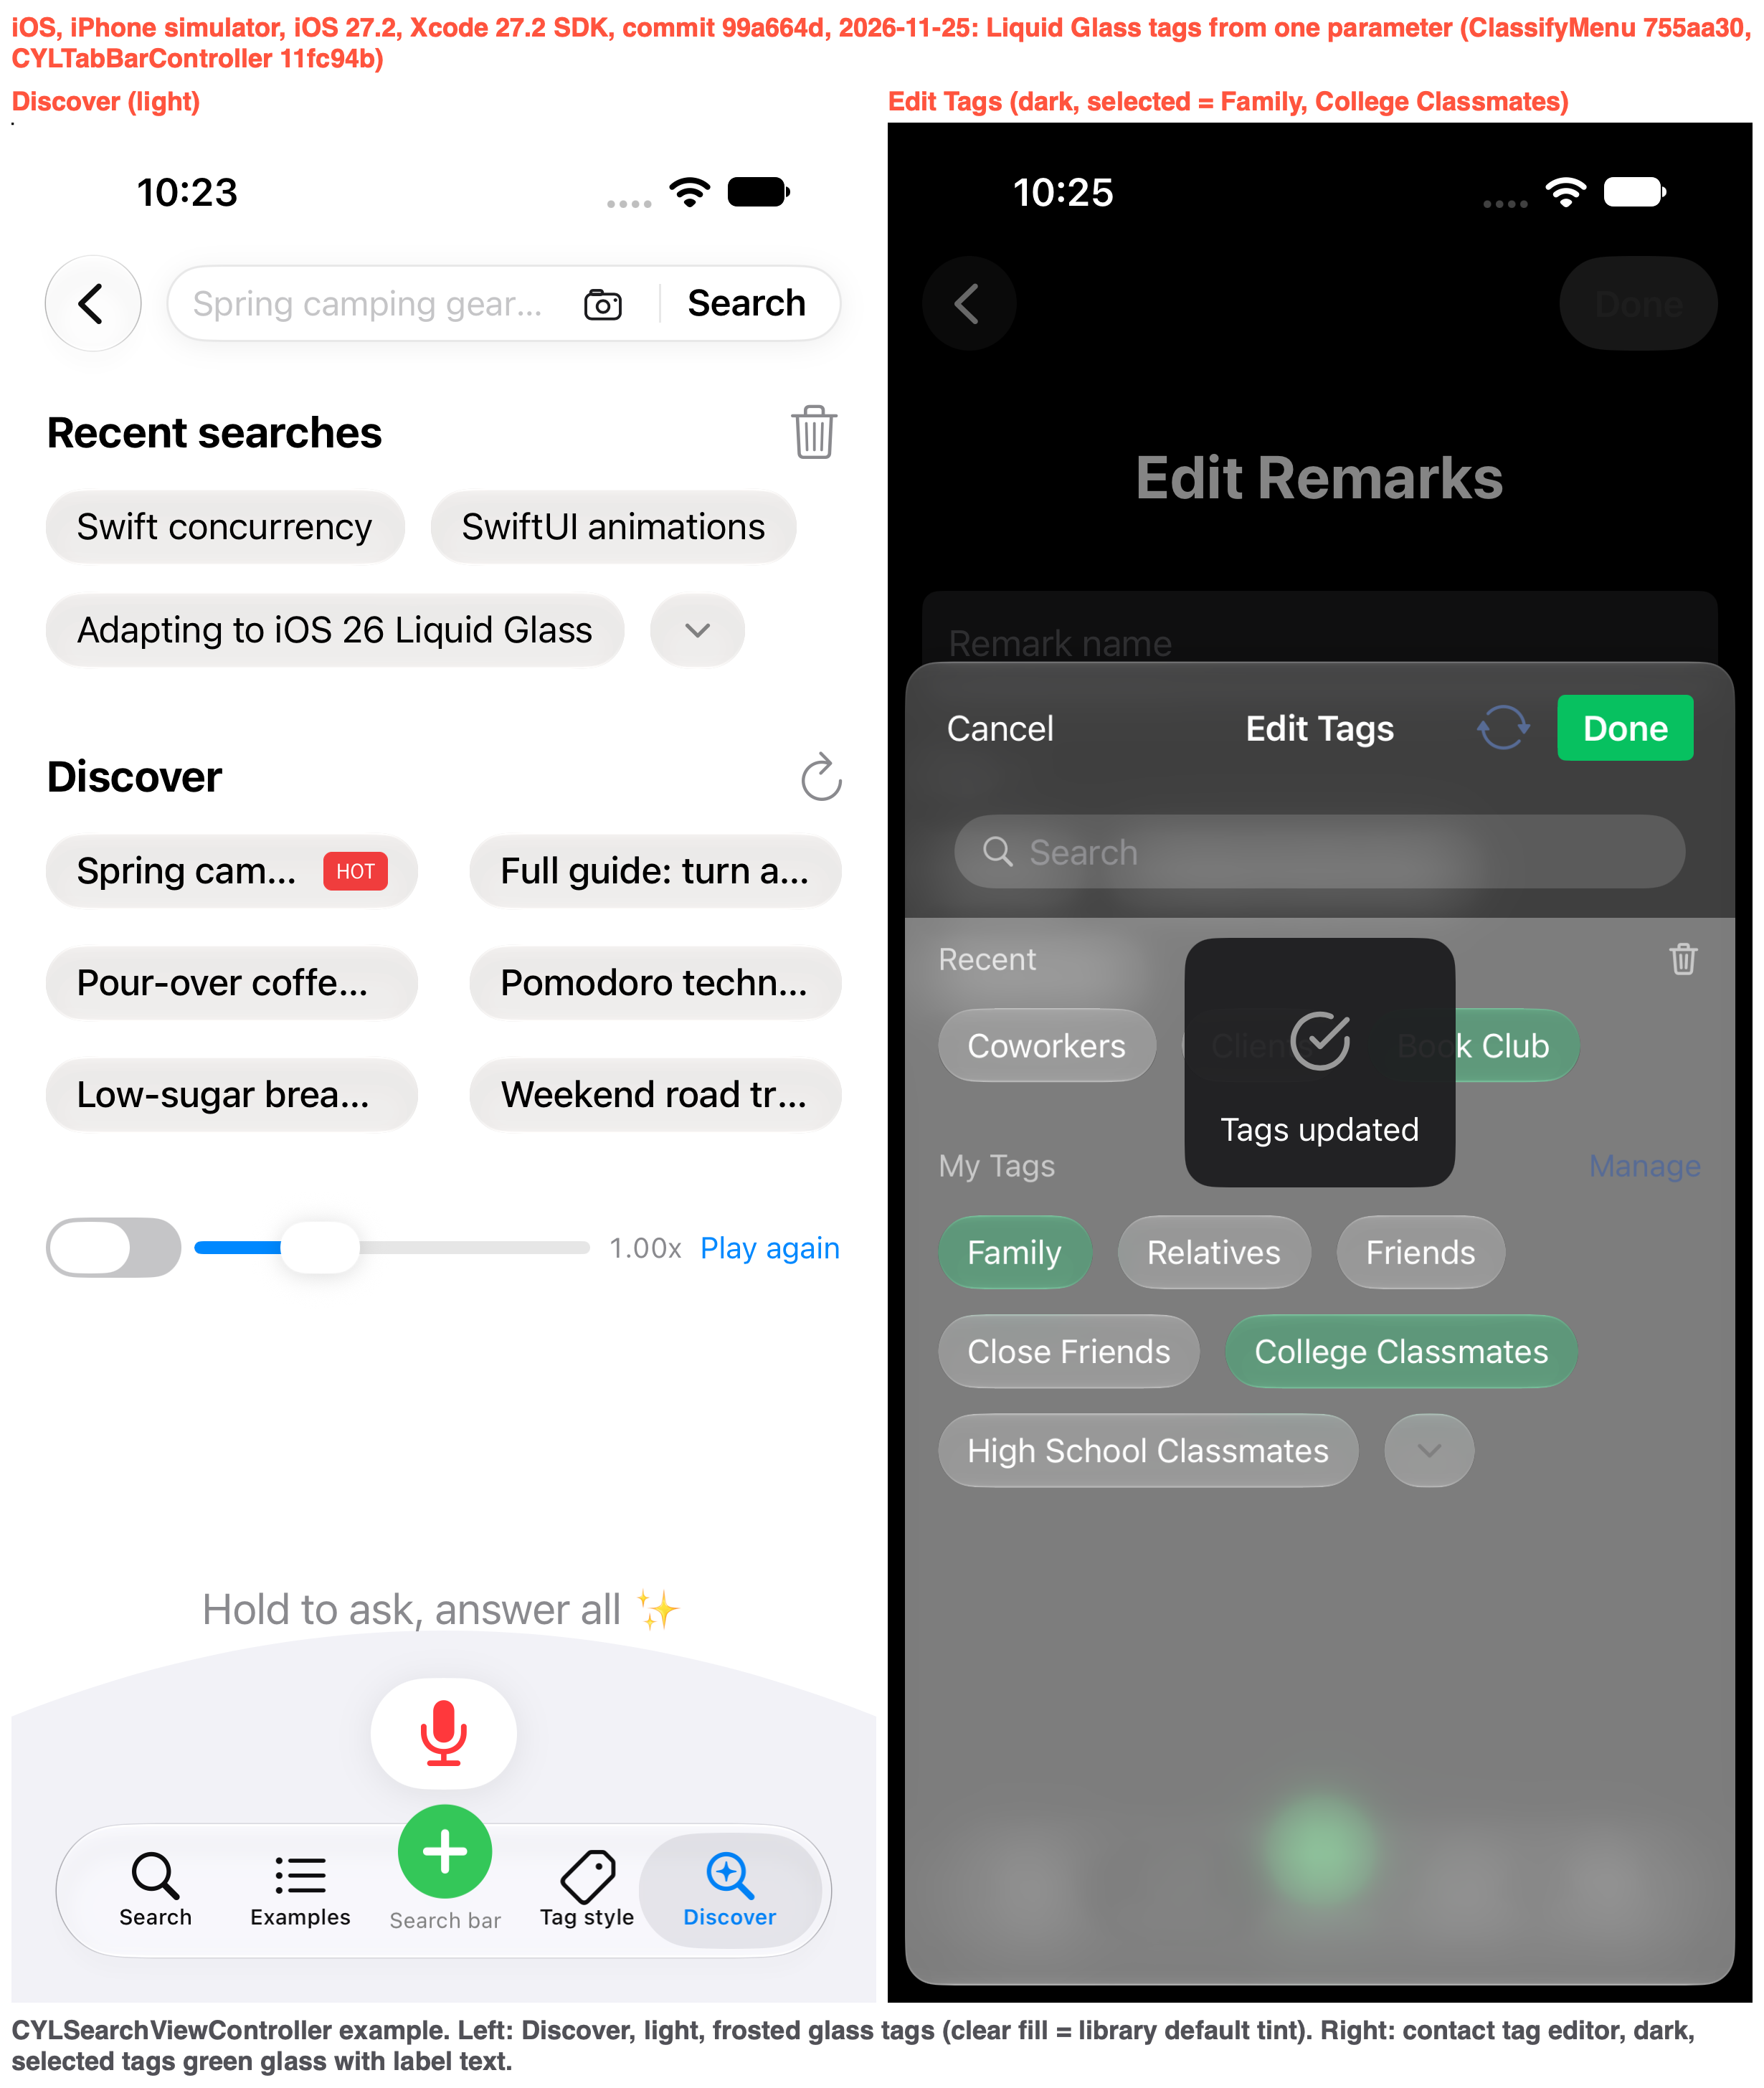 iOS, iPhone simulator, iOS 27.2, Xcode 27.2 SDK, commit 99a664d, 2026-11-25: Liquid Glass tags from one parameter (ClassifyMenu 755aa30,
CYLTabBarController 11fc94b)
Discover (light)
10:23
Spring camping gear...
Search
Recent searches
Swift concurrency
SwiftUI animations
Adapting to iOS 26 Liquid Glass
Discover
Spring cam... HOT
Full guide: turn a...
Pour-over coffe...
Pomodoro techn...
Low-sugar brea...
Weekend road tr...
1.00x Play again
Hold to ask, answer all ✨
Search
Examples
Search bar
Tag style
Discover
Edit Tags (dark, selected = Family, College Classmates)
10:25
Done
Edit Remarks
Remark name
Cancel
Edit Tags
Done
Search
Recent
Coworkers
Clients
Book Club
Tags updated
My Tags
Manage
Family
Relatives
Friends
Close Friends
College Classmates
High School Classmates
CYLSearchViewController example. Left: Discover, light, frosted glass tags (clear fill = library default tint). Right: contact tag editor, dark,
selected tags green glass with label text.